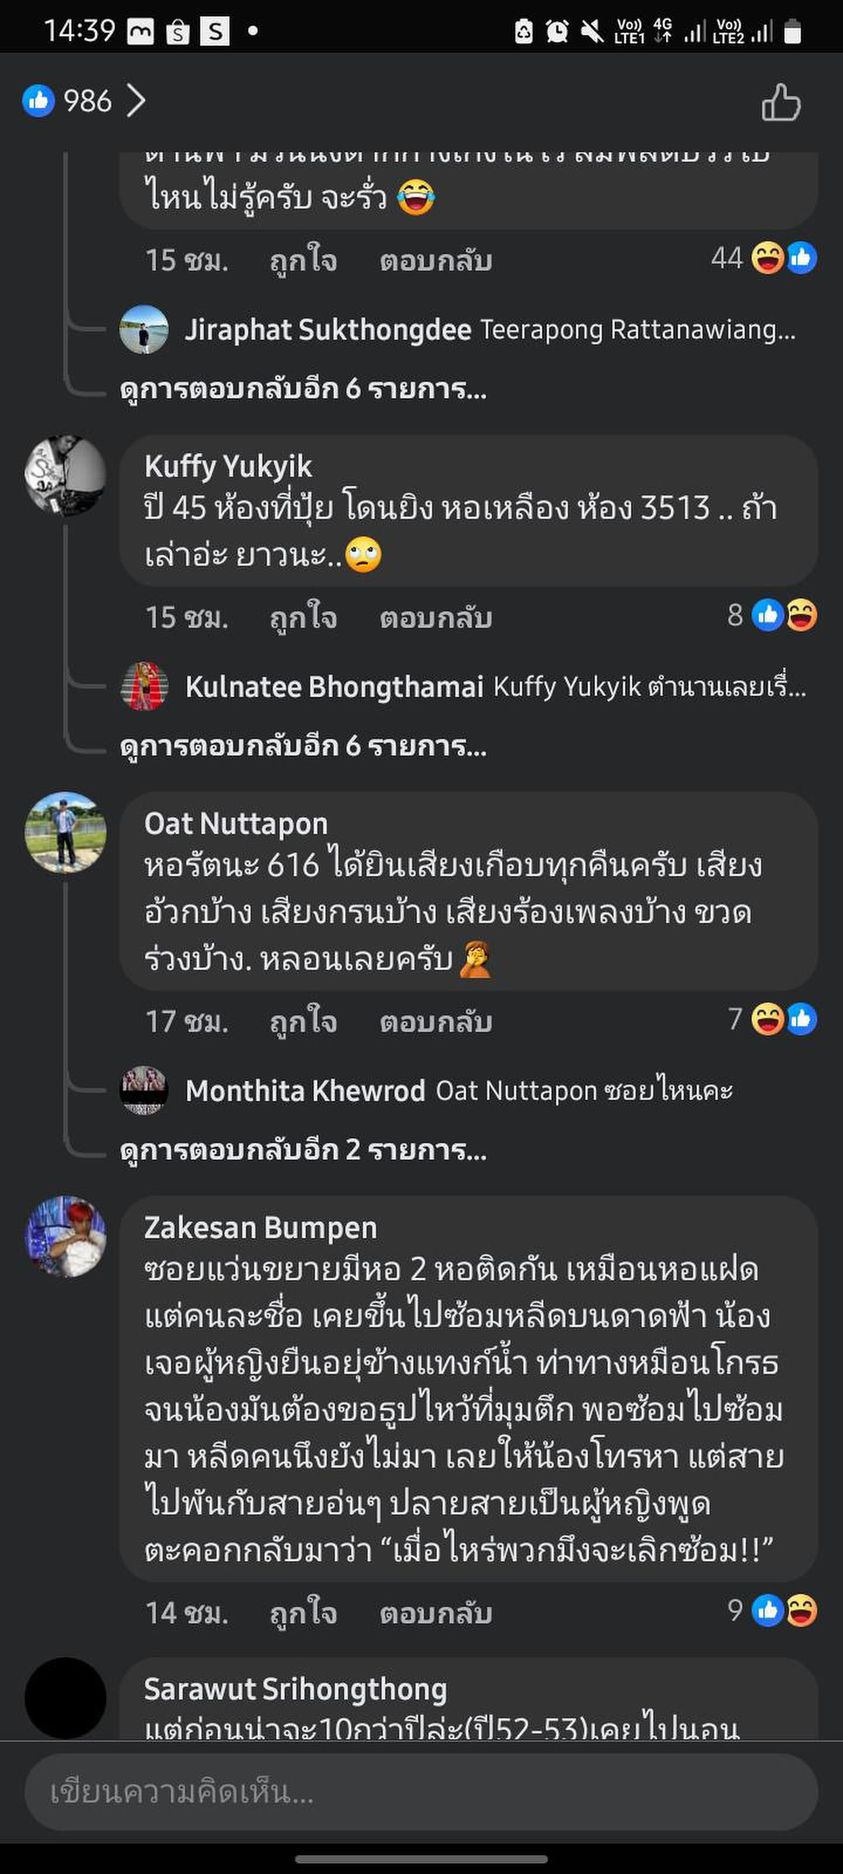 14:39
Vo)) LTE1 4G Vo)) LTE2
986
ไหนไม่รู้ครับ จะรั่ว 😂
15 ชม. ถูกใจ ตอบกลับ 44
Jiraphat Sukthongdee Teerapong Rattanawiang...
ดูการตอบกลับอีก 6 รายการ...
Kuffy Yukyik
ปี 45 ห้องที่ปุ้ย โดนยิง หอเหลือง ห้อง 3513 .. ถ้า
เล่าอ่ะ ยาวนะ..🙄
15 ชม. ถูกใจ ตอบกลับ 8
Kulnatee Bhongthamai Kuffy Yukyik ตำนานเลยเรื่...
ดูการตอบกลับอีก 6 รายการ...
Oat Nuttapon
หอรัตนะ 616 ได้ยินเสียงเกือบทุกคืนครับ เสียง
อ้วกบ้าง เสียงกรนบ้าง เสียงร้องเพลงบ้าง ขวด
ร่วงบ้าง. หลอนเลยครับ 🤦
17 ชม. ถูกใจ ตอบกลับ 7
Monthita Khewrod Oat Nuttapon ซอยไหนคะ
ดูการตอบกลับอีก 2 รายการ...
Zakesan Bumpen
ซอยแว่นขยายมีหอ 2 หอติดกัน เหมือนหอแฝด
แต่คนละชื่อ เคยขึ้นไปซ้อมหลีดบนดาดฟ้า น้อง
เจอผู้หญิงยืนอยุ่ข้างแทงก์น้ำ ท่าทางหมือนโกรธ
จนน้องมันต้องขอธูปไหว้ที่มุมตึก พอซ้อมไปซ้อม
มา หลีดคนนึงยังไม่มา เลยให้น้องโทรหา แต่สาย
ไปพันกับสายอ่นๆ ปลายสายเป็นผู้หญิงพูด
ตะคอกกลับมาว่า “เมื่อไหร่พวกมึงจะเลิกซ้อม!!”
14 ชม. ถูกใจ ตอบกลับ 9
Sarawut Srihongthong
แต่ก่อนน่าจะ10กว่าปีล่ะ(ปี52-53)เคยไปนอน
เขียนความคิดเห็น...